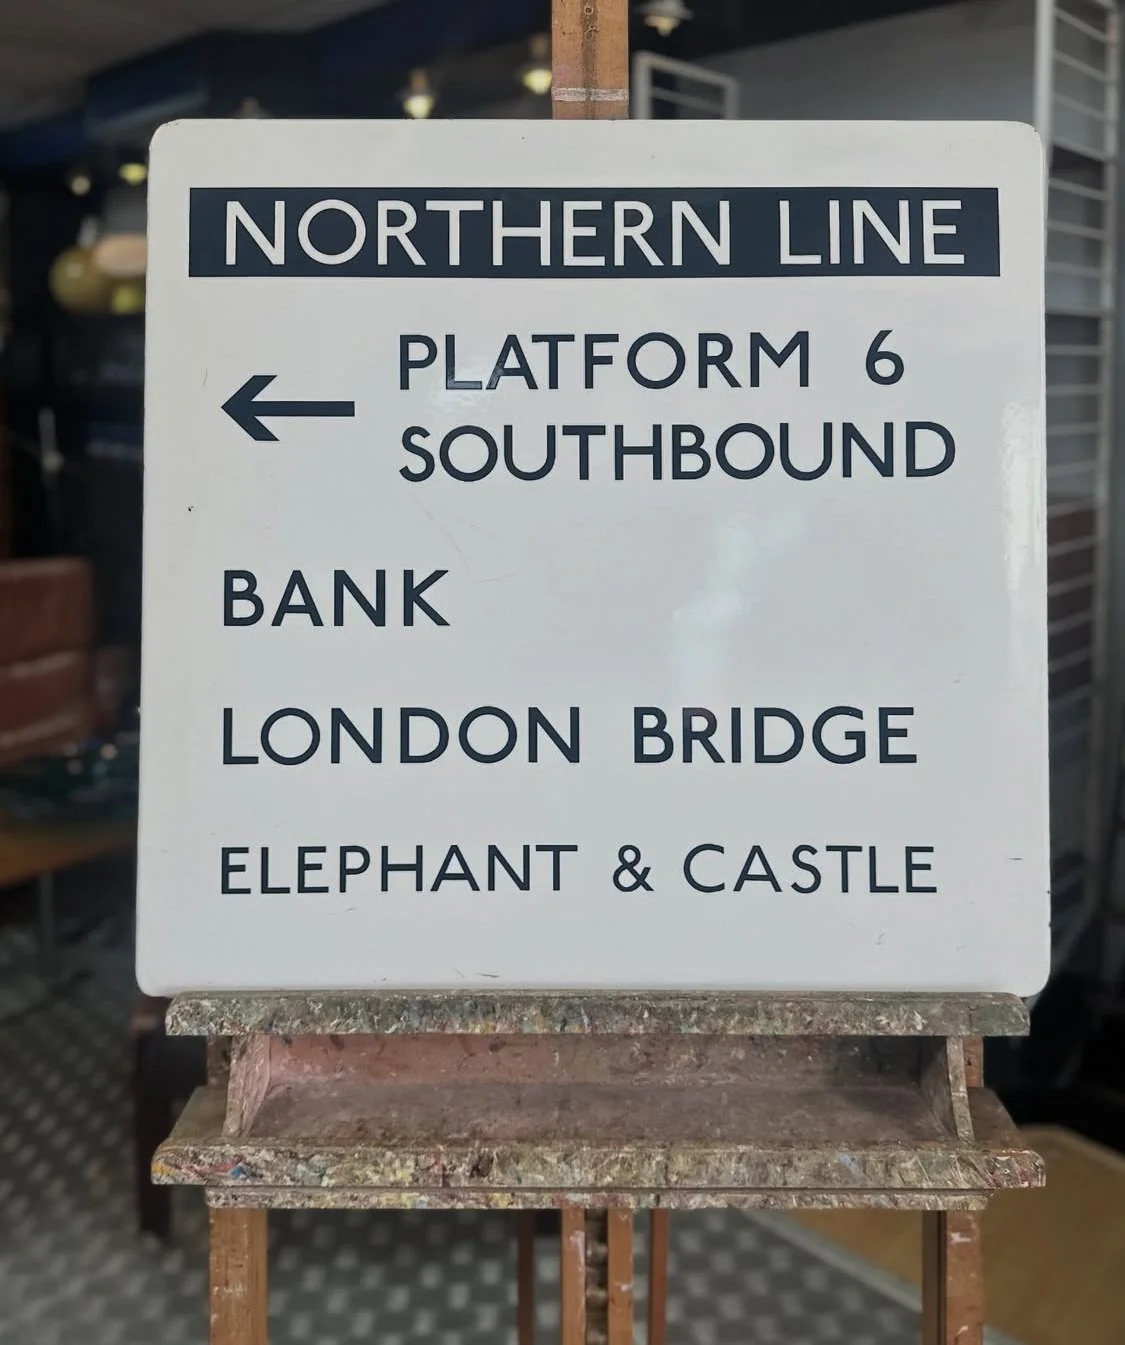 NORTHERN LINE
← PLATFORM 6
SOUTHBOUND
BANK
LONDON BRIDGE
ELEPHANT & CASTLE